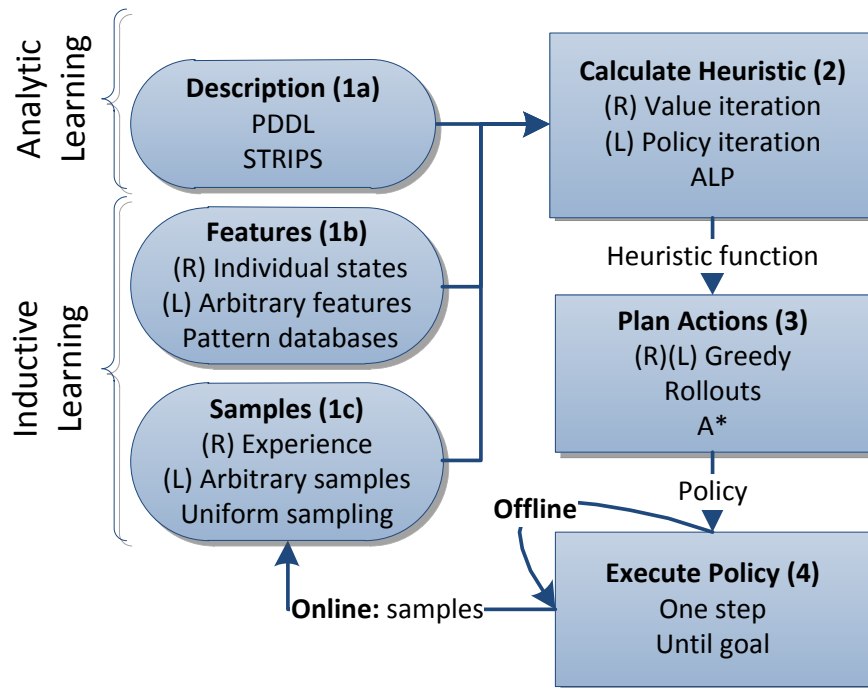 Analytic
Learning
Description (1a)
PDDL
STRIPS
Inductive
Learning
Features (1b)
(R) Individual states
(L) Arbitrary features
Pattern databases
Samples (1c)
(R) Experience
(L) Arbitrary samples
Uniform sampling
Calculate Heuristic (2)
(R) Value iteration
(L) Policy iteration
ALP
Heuristic function
Plan Actions (3)
(R)(L) Greedy
Rollouts
A*
Policy
Offline
Execute Policy (4)
One step
Until goal
Online: samples